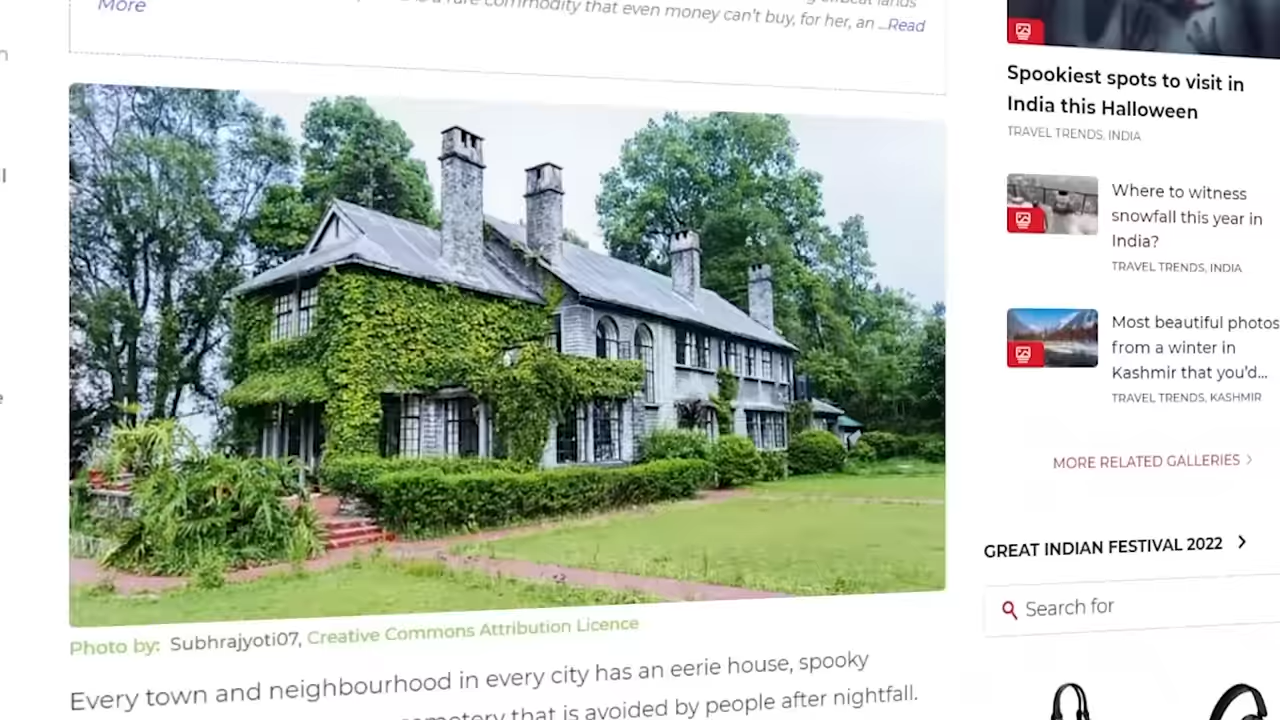 More
rare commodity that even money can't buy, for her, an ...Read
Photo by: Subhrajyoti07, Creative Commons Attribution Licence
Every town and neighbourhood in every city has an eerie house, spooky
that is avoided by people after nightfall.
Spookiest spots to visit in
India this Halloween
TRAVEL TRENDS, INDIA
Where to witness
snowfall this year in
India?
TRAVEL TRENDS, INDIA
Most beautiful photos
from a winter in
Kashmir that you'd...
TRAVEL TRENDS, KASHMIR
MORE RELATED GALLERIES >
GREAT INDIAN FESTIVAL 2022 >
Search for